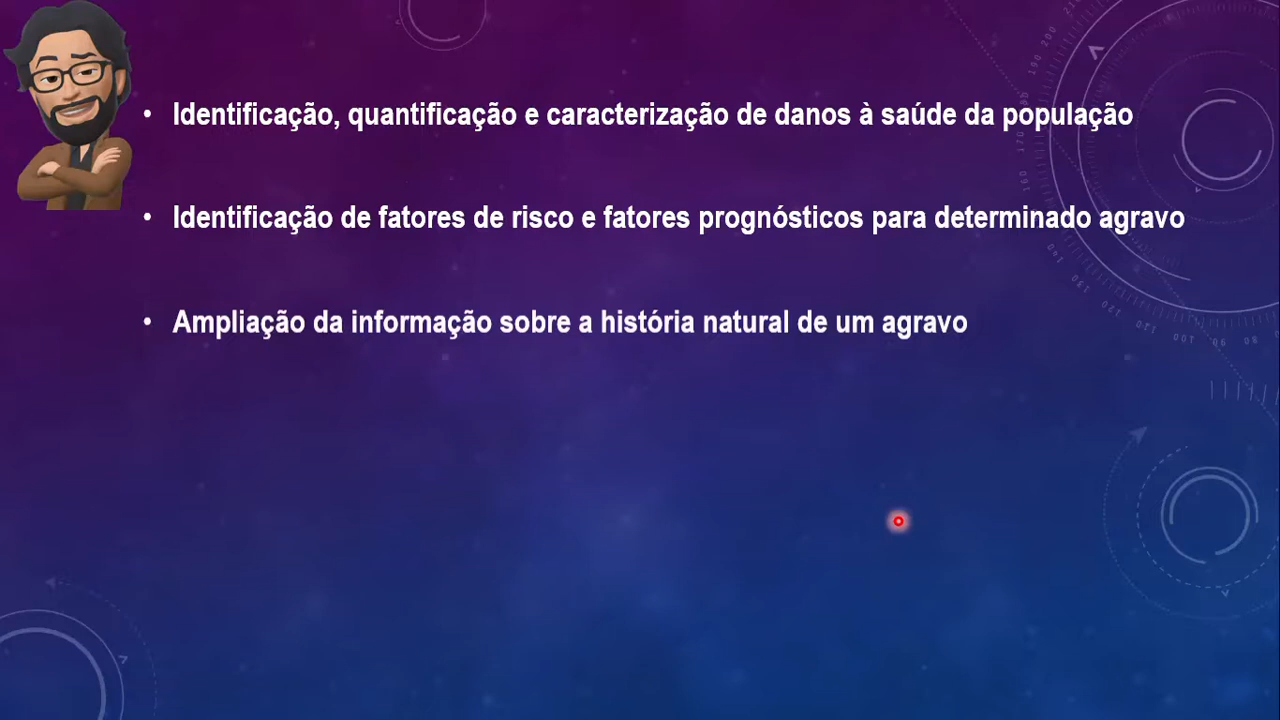 • Identificação, quantificação e caracterização de danos à saúde da população
• Identificação de fatores de risco e fatores prognósticos para determinado agravo
• Ampliação da informação sobre a história natural de um agravo